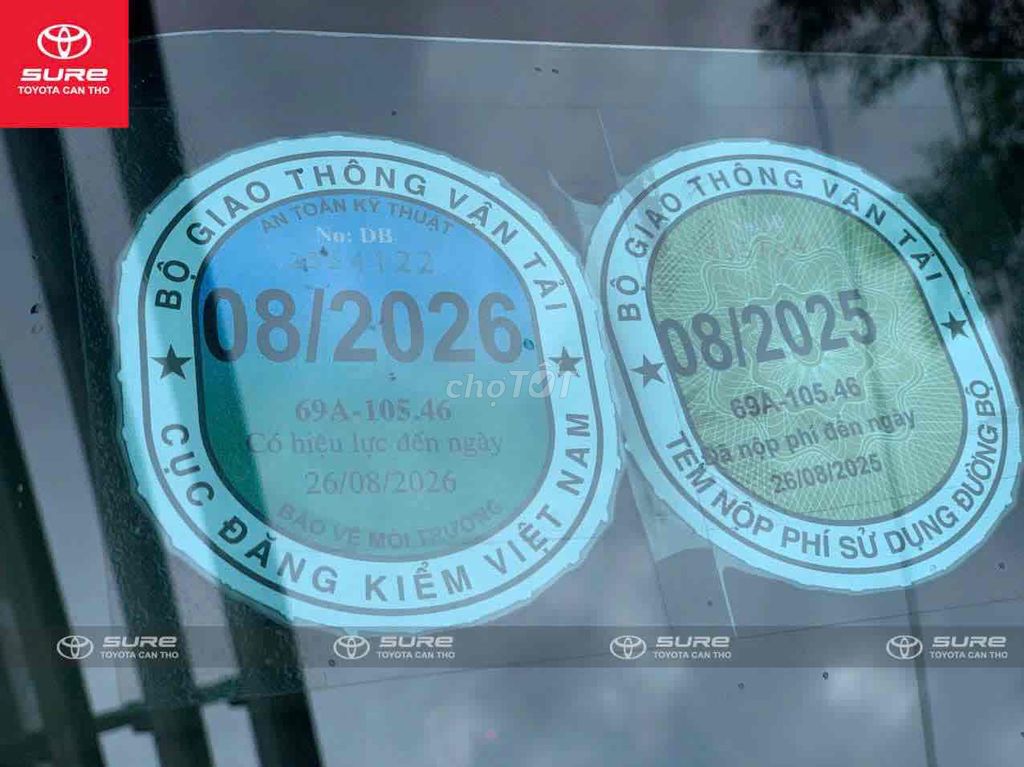 SURE
TOYOTA CAN THO
BỘ GIAO THÔNG VẬN TẢI
AN TOÀN KỸ THUẬT
No: DB
08/2026
69A-105.46
Có hiệu lực đến ngày
26/08/2026
BẢO VỆ MÔI TRƯỜNG
CỤC ĐĂNG KIỂM VIỆT NAM
BỘ GIAO THÔNG VẬN TẢI
08/2025
69A-105.46
Đã nộp phí đến ngày
26/08/2025
TEM NỘP PHÍ SỬ DỤNG ĐƯỜNG BỘ
chợTỐT
SURE
TOYOTA CAN THO
SURE
TOYOTA CAN THO
SURE
TOYOTA CAN THO
SURE
TOYOTA CAN THO